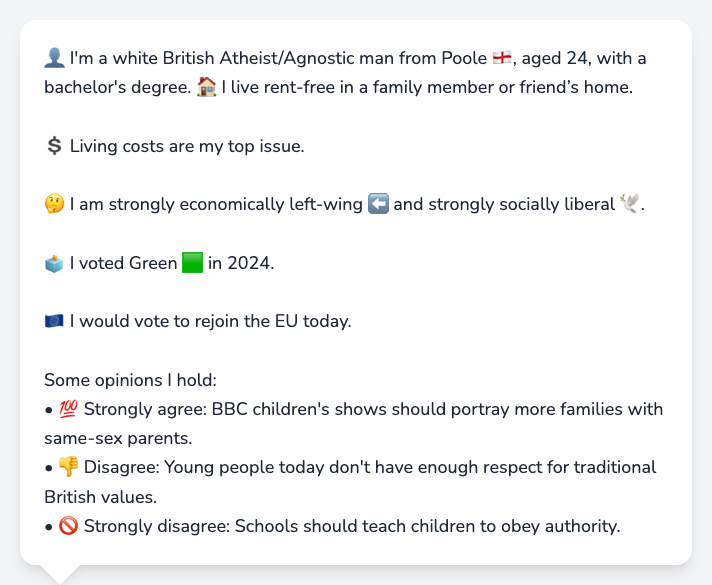 👤 I'm a white British Atheist/Agnostic man from Poole 🏴󠁧󠁢󠁥󠁮󠁧󠁿, aged 24, with a
bachelor's degree. 🏠 I live rent-free in a family member or friend’s home.
💲 Living costs are my top issue.
🤔 I am strongly economically left-wing ⬅️ and strongly socially liberal 🕊️.
🗳️ I voted Green 🟩 in 2024.
🇪🇺 I would vote to rejoin the EU today.
Some opinions I hold:
• 💯 Strongly agree: BBC children's shows should portray more families with
same-sex parents.
• 👎 Disagree: Young people today don't have enough respect for traditional
British values.
• 🚫 Strongly disagree: Schools should teach children to obey authority.